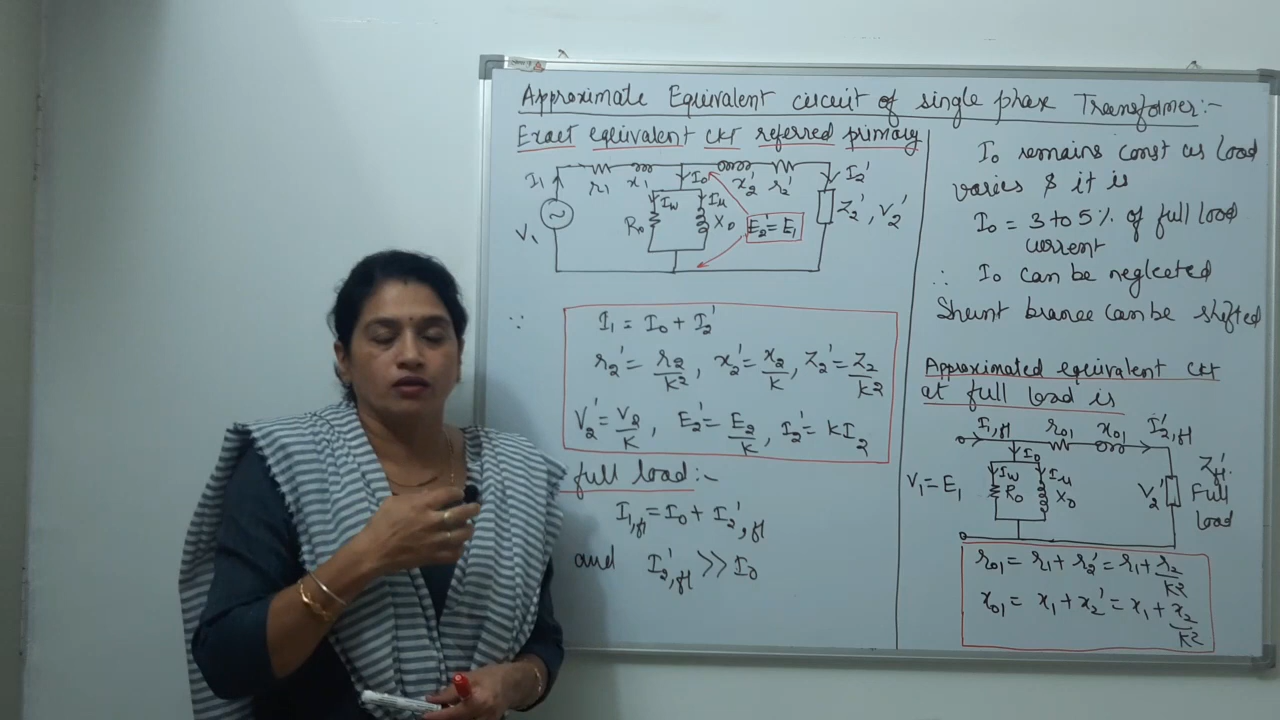 Approximate Equivalent circuit of single phase Transformer:-
Exact equivalent CKT referred primary
I1 r1 x1 I0 x2' r2' I2'
Iw Iμ
R0 X0 E2' = E1 Z2', V2'
V1
∵ I1 = I0 + I2'
r2' = r2/K², x2' = x2/K, Z2' = Z2/K²
V2' = V2/K, E2' = E2/K, I2' = KI2
full load:-
I1,fl = I0 + I2',fl
and I2',fl >> I0
I0 remains const as load
varies & it is
I0 = 3 to 5% of full load
current
∴ I0 can be neglected
Shunt brance can be shifted
Approximated equivalent CKT
at full load is
I1,fl r01 x01 I2',fl
I0
Iw Iμ Zfl'
V1 = E1 R0 X0 V2' Full
load
r01 = r1 + r2' = r1 + r2/K²
x01 = x1 + x2' = x1 + x2/K²